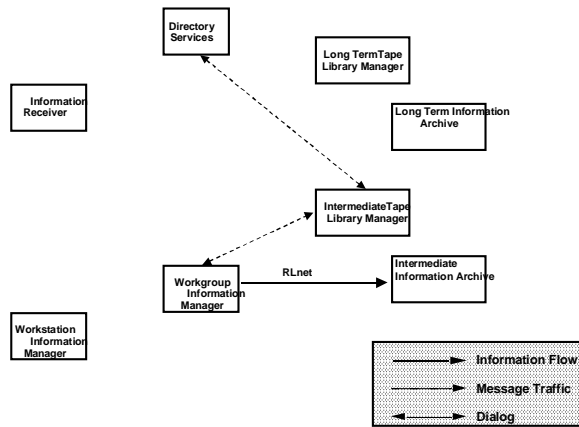 Directory
Services
Long TermTape
Library Manager
Information
Receiver
Long Term Information
Archive
IntermediateTape
Library Manager
Workgroup
Information
Manager
RLnet
Intermediate
Information Archive
Workstation
Information
Manager
Information Flow
Message Traffic
Dialog